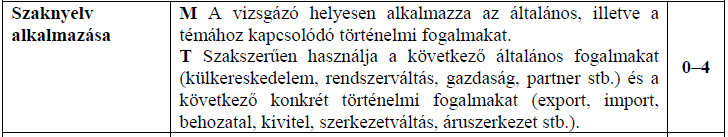 Szaknyelv
alkalmazása
M A vizsgázó helyesen alkalmazza az általános, illetve a
témához kapcsolódó történelmi fogalmakat.
T Szakszerűen használja a következő általános fogalmakat
(külkereskedelem, rendszerváltás, gazdaság, partner stb.) és a
következő konkrét történelmi fogalmakat (export, import,
behozatal, kivitel, szerkezetváltás, áruszerkezet stb.).
0–4